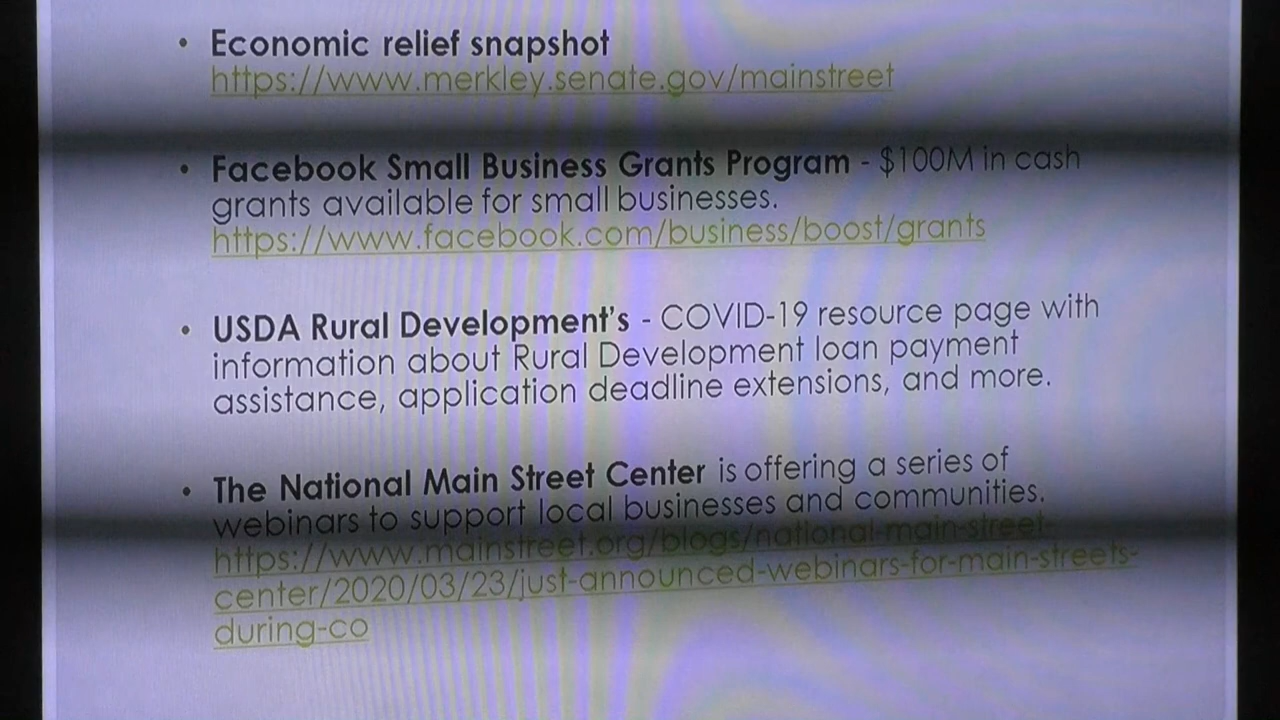 • Economic relief snapshot
https://www.merkley.senate.gov/mainstreet
• Facebook Small Business Grants Program - $100M in cash
grants available for small businesses.
https://www.facebook.com/business/boost/grants
• USDA Rural Development's - COVID-19 resource page with
information about Rural Development loan payment
assistance, application deadline extensions, and more.
• The National Main Street Center is offering a series of
webinars to support local businesses and communities.
https://www.mainstreet.org/blogs/national-main-street-
center/2020/03/23/just-announced-webinars-for-main-streets-
during-co